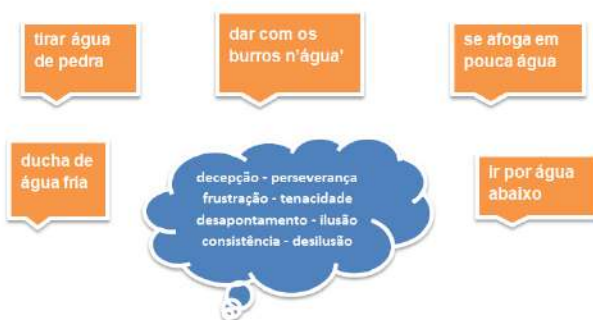 tirar água
de pedra
dar com os
burros n'água'
se afoga em
pouca água
ducha de
água fria
decepção - perseverança
frustração - tenacidade
desapontamento - ilusão
consistência - desilusão
ir por água
abaixo